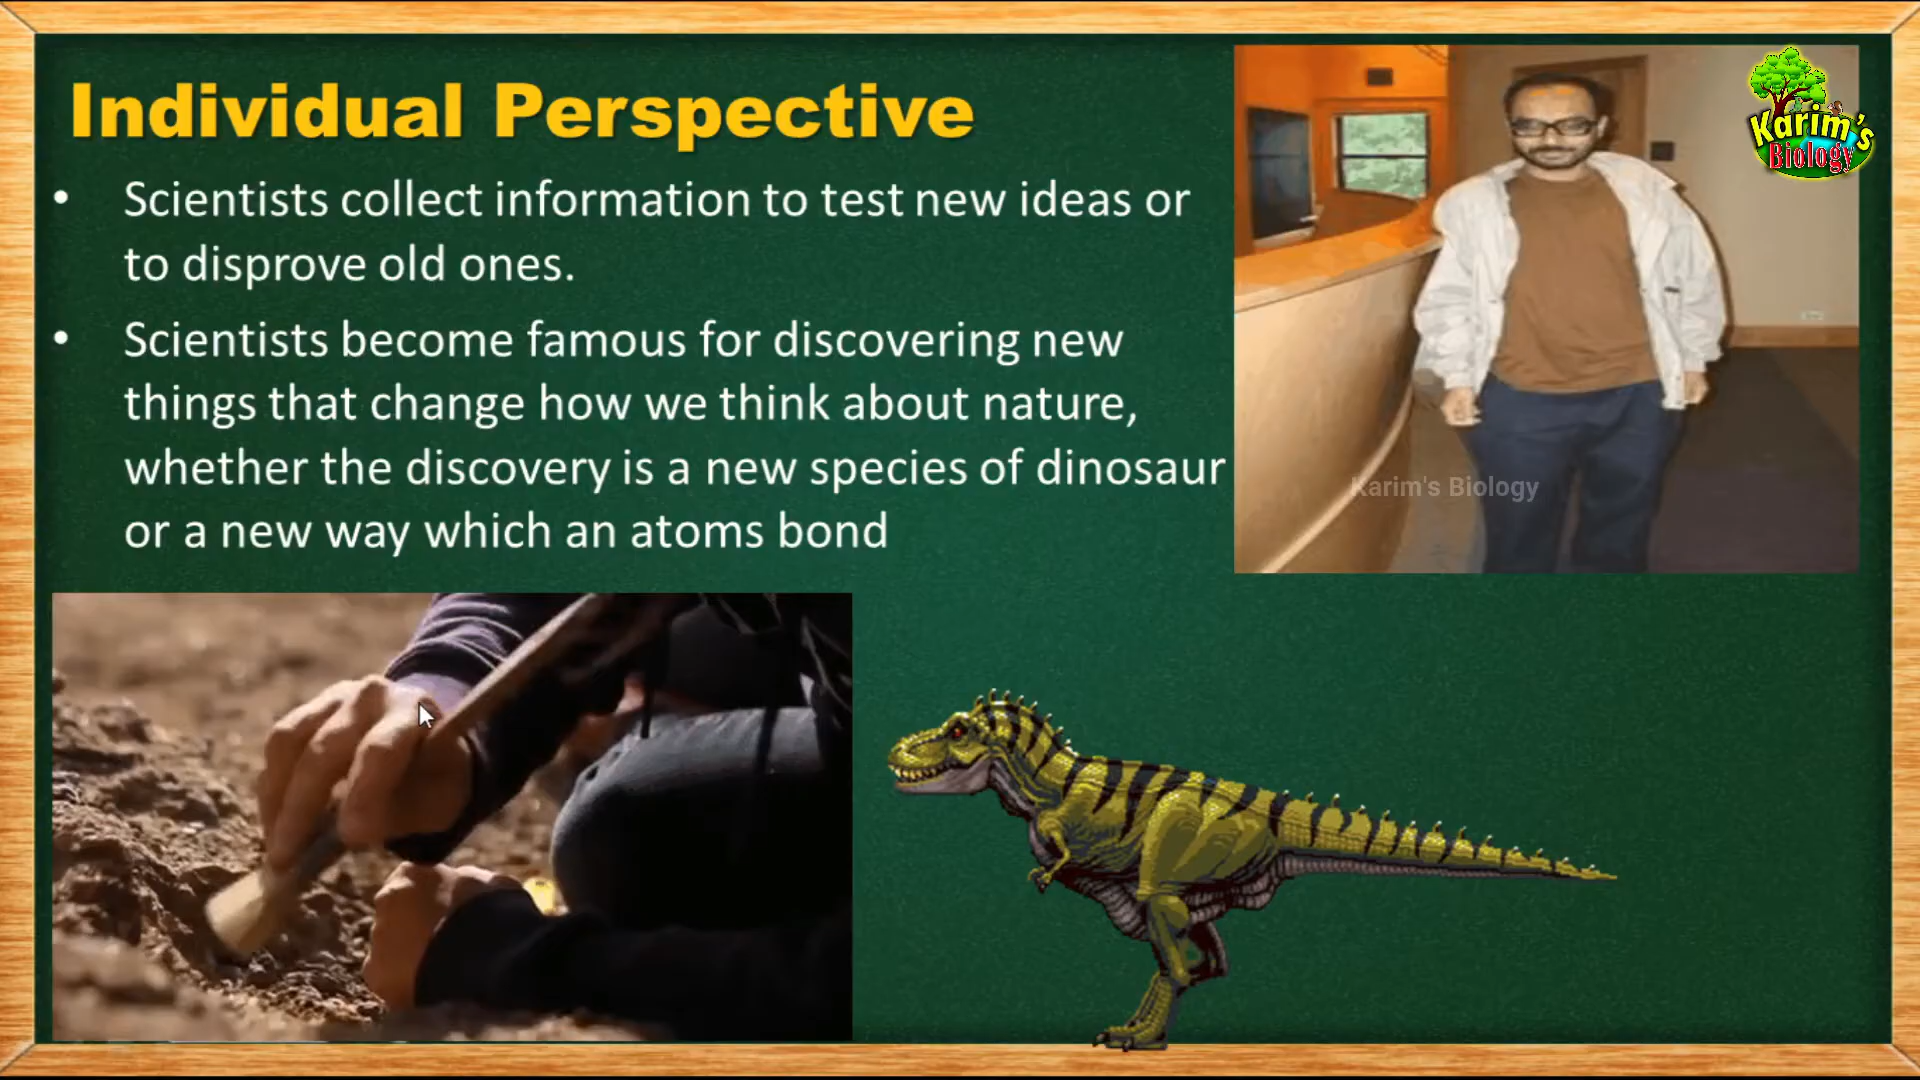 Individual Perspective
• Scientists collect information to test new ideas or
to disprove old ones.
• Scientists become famous for discovering new
things that change how we think about nature,
whether the discovery is a new species of dinosaur
or a new way which an atoms bond
Karim's
Biology
Karim's Biology